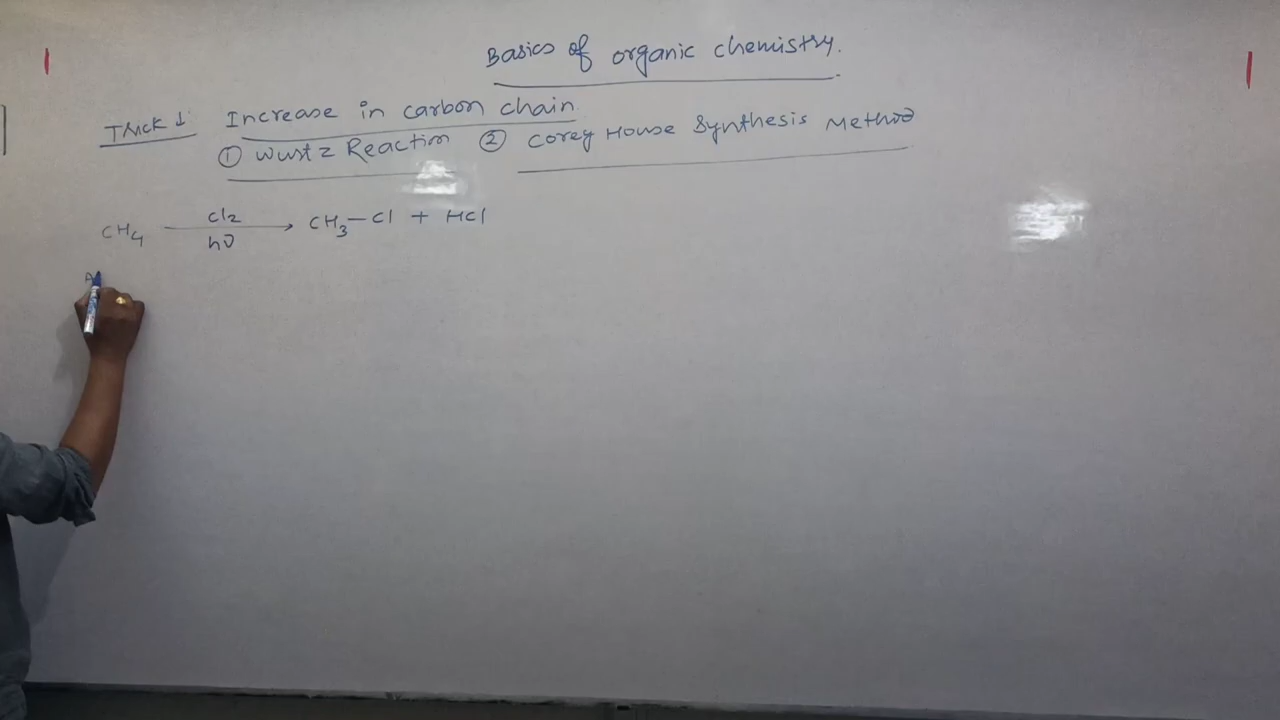 Basics of organic chemistry.
Trick 1: Increase in carbon chain
① Wurtz Reaction ② Corey House Synthesis Method
CH₄ —Cl₂/hν→ CH₃—Cl + HCl